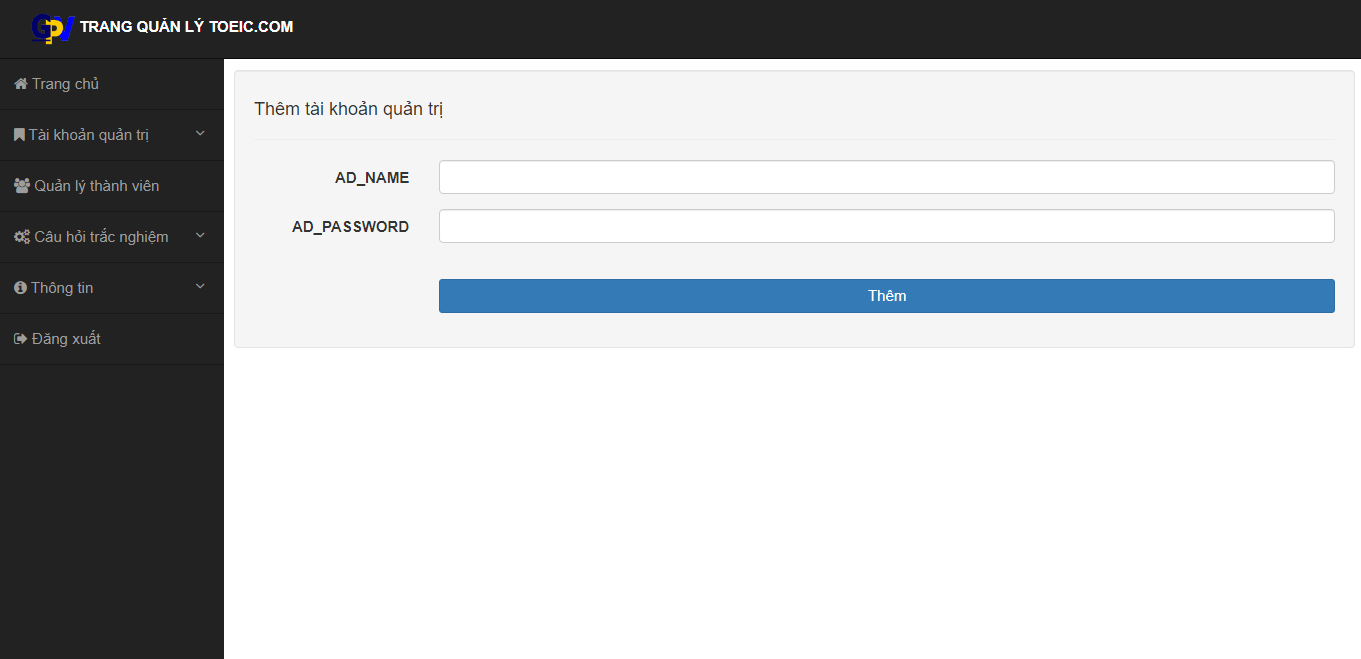 GPV TRANG QUẢN LÝ TOEIC.COM
Trang chủ
Tài khoản quản trị
Quản lý thành viên
Câu hỏi trắc nghiệm
Thông tin
Đăng xuất
Thêm tài khoản quản trị
AD_NAME
AD_PASSWORD
Thêm